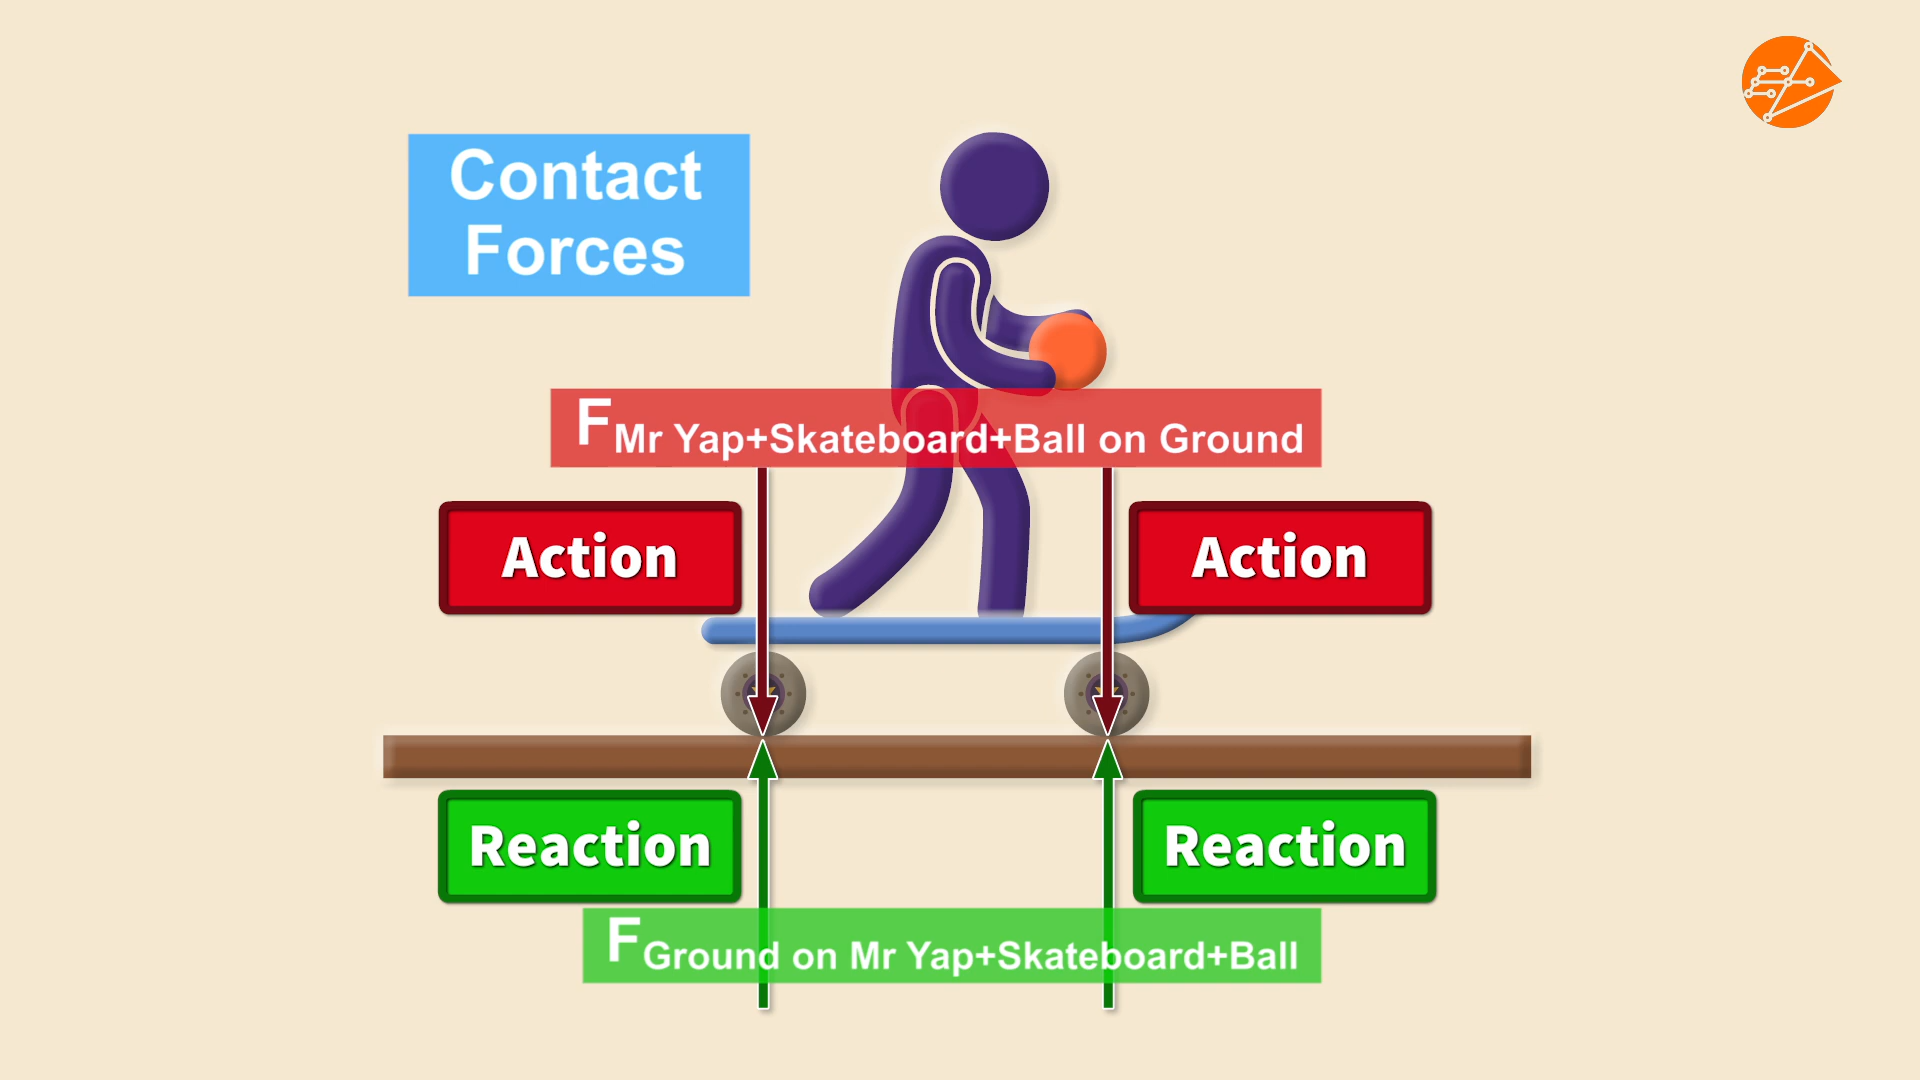 Contact
Forces
FMr Yap+Skateboard+Ball on Ground
Action
Action
Reaction
Reaction
FGround on Mr Yap+Skateboard+Ball